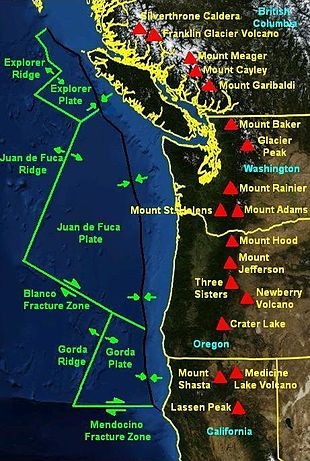 Silverthrone Caldera
British
Columbia
Franklin Glacier Volcano
Mount Meager
Mount Cayley
Mount Garibaldi
Explorer
Ridge
Explorer
Plate
Mount Baker
Glacier
Peak
Washington
Juan de Fuca
Ridge
Mount Rainier
Mount St. Helens
Mount Adams
Juan de Fuca
Plate
Mount Hood
Mount
Jefferson
Three
Sisters
Newberry
Volcano
Blanco
Fracture Zone
Crater Lake
Oregon
Gorda
Ridge
Gorda
Plate
Mount
Shasta
Medicine
Lake Volcano
Lassen Peak
Mendocino
Fracture Zone
California